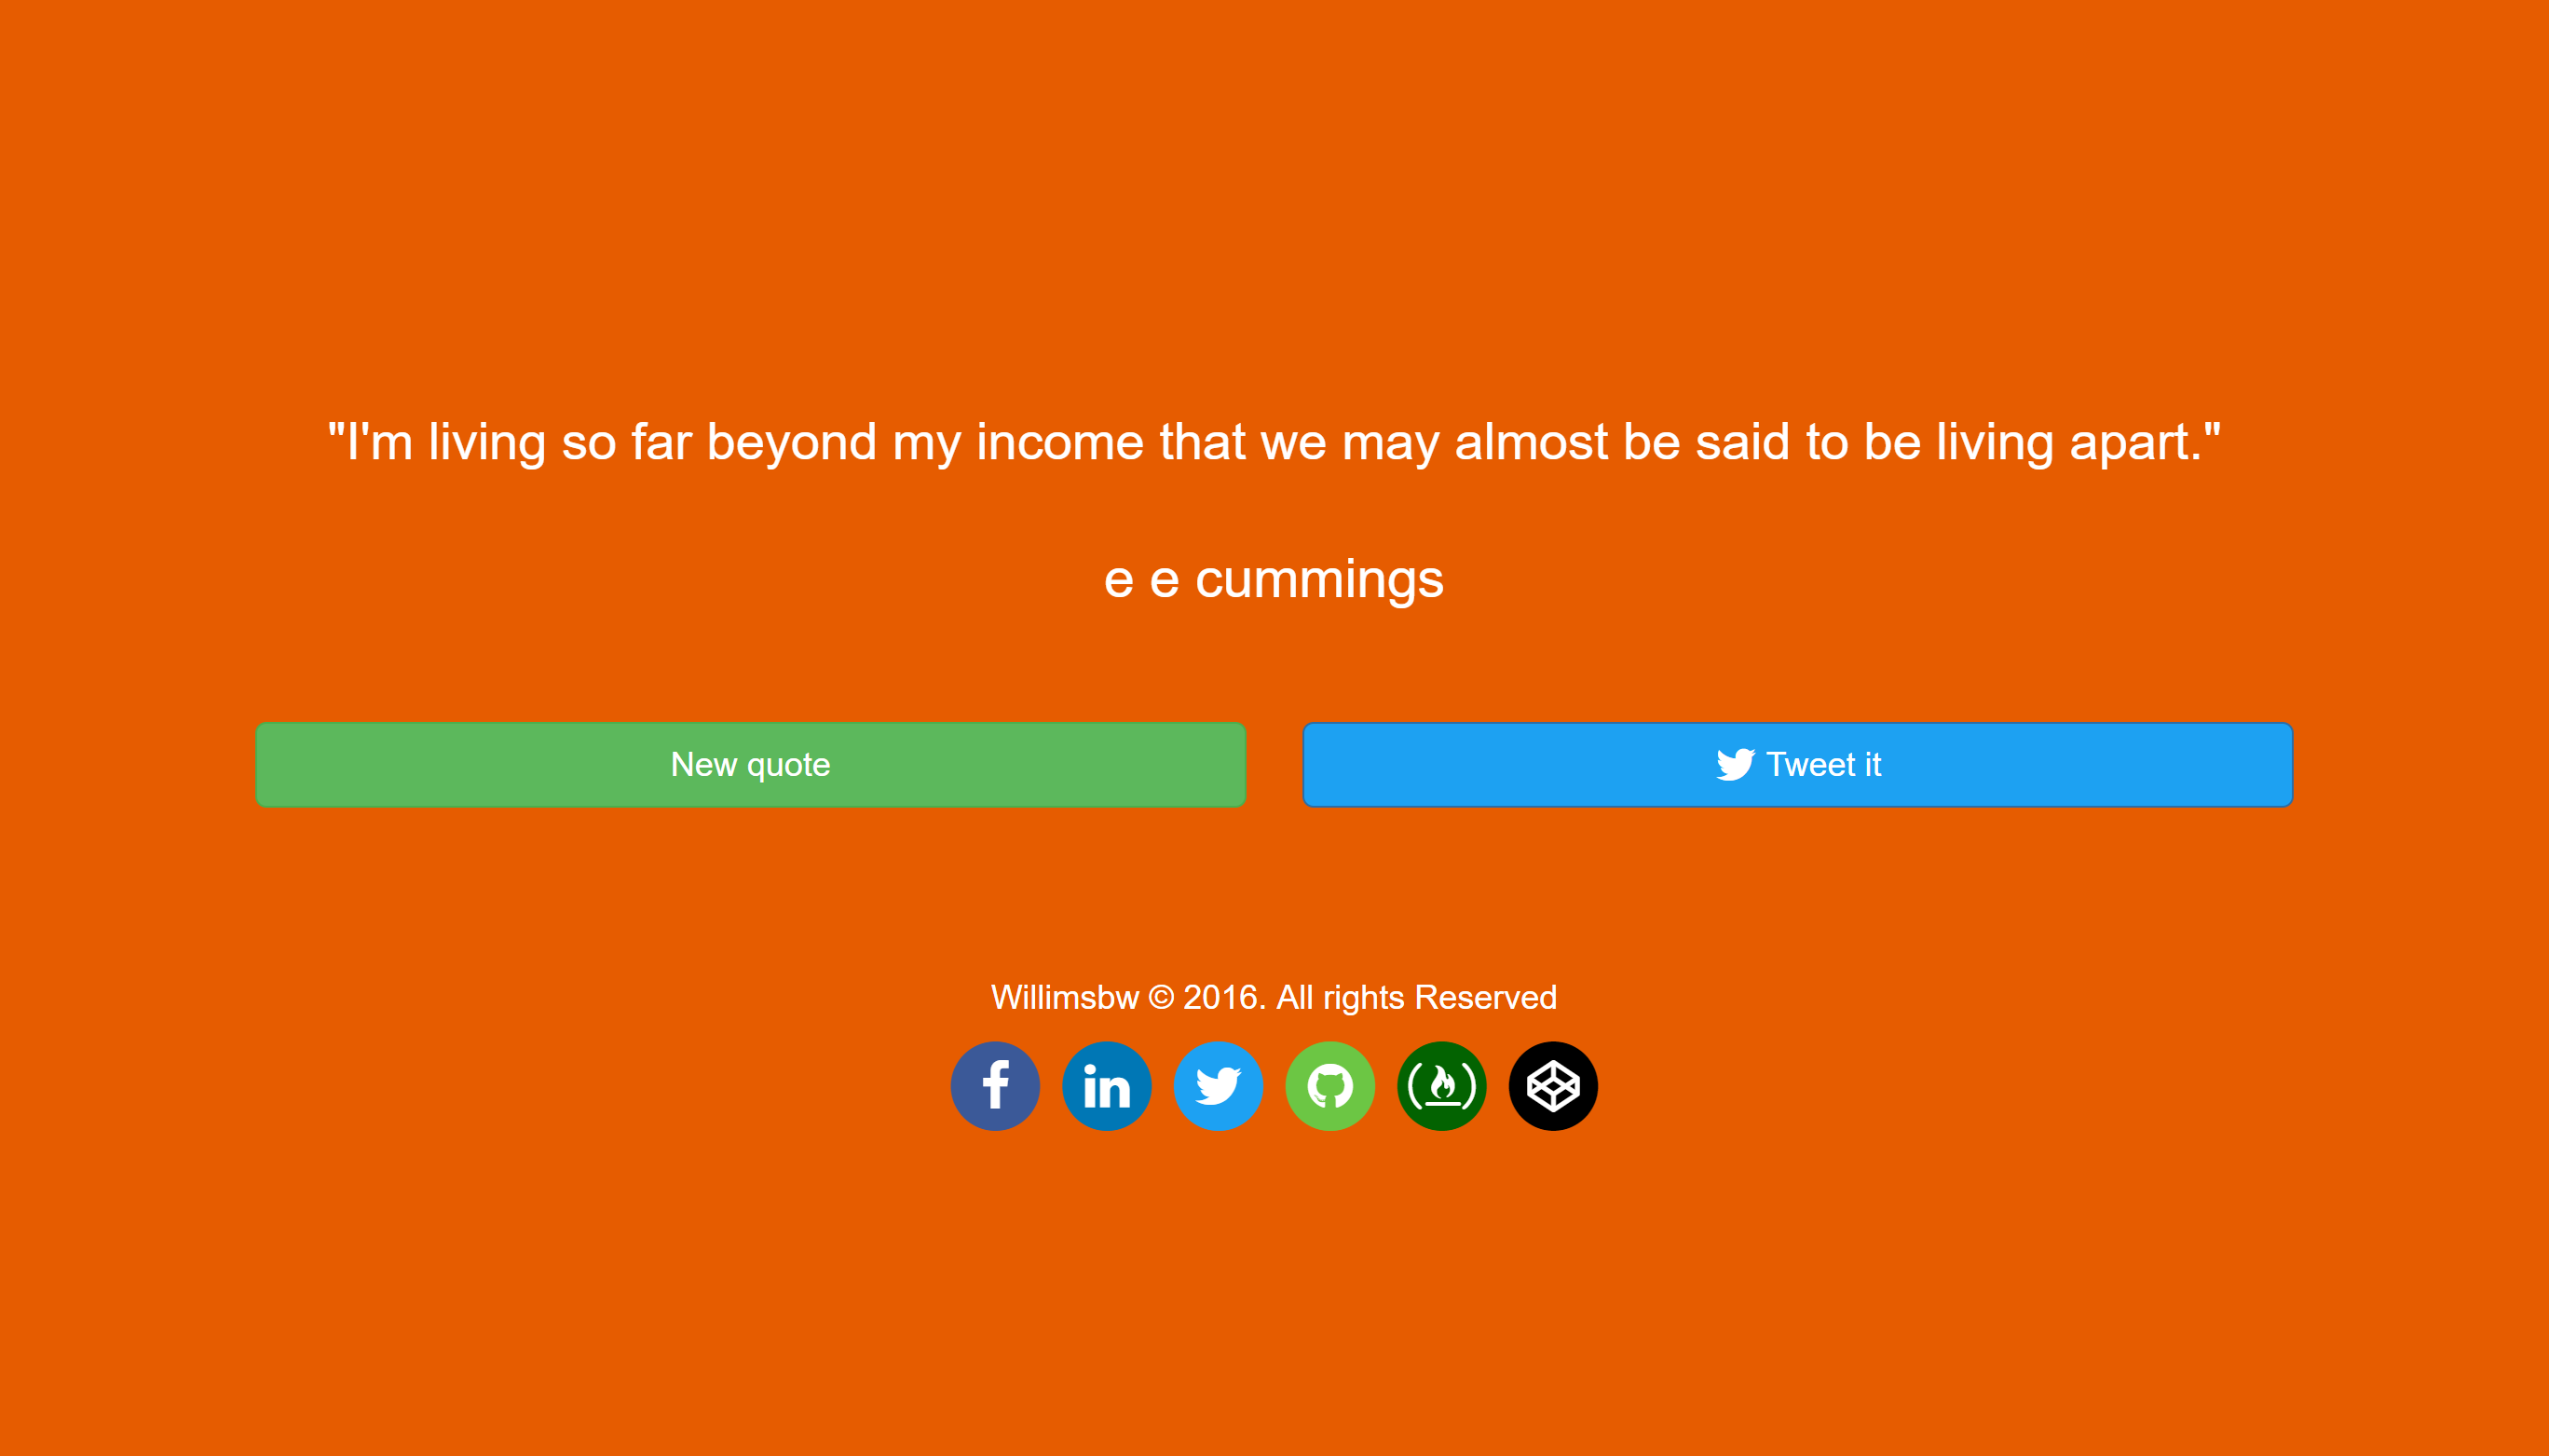 "I'm living so far beyond my income that we may almost be said to be living apart."
e e cummings
New quote
Tweet it
Willimsbw © 2016. All rights Reserved